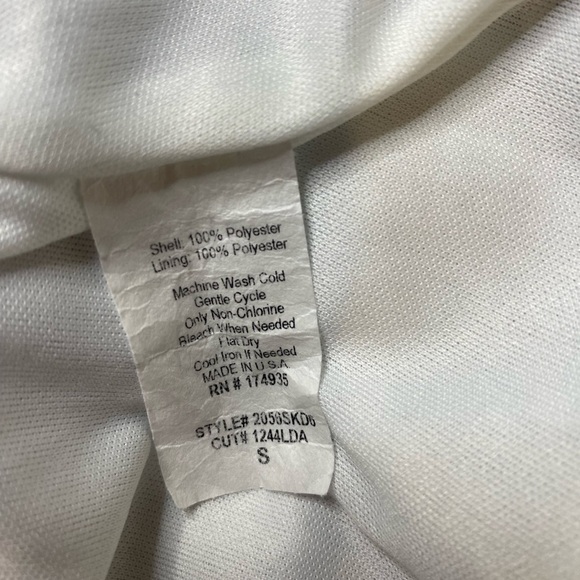 Shell: 100% Polyester
Lining: 100% Polyester
Machine Wash Cold
Gentle Cycle
Only Non-Chlorine
Bleach When Needed
Flat Dry
Cool Iron If Needed
MADE IN U.S.A
RN # 174935
STYLE# 2056SKD6
CUT# 1244LDA
S